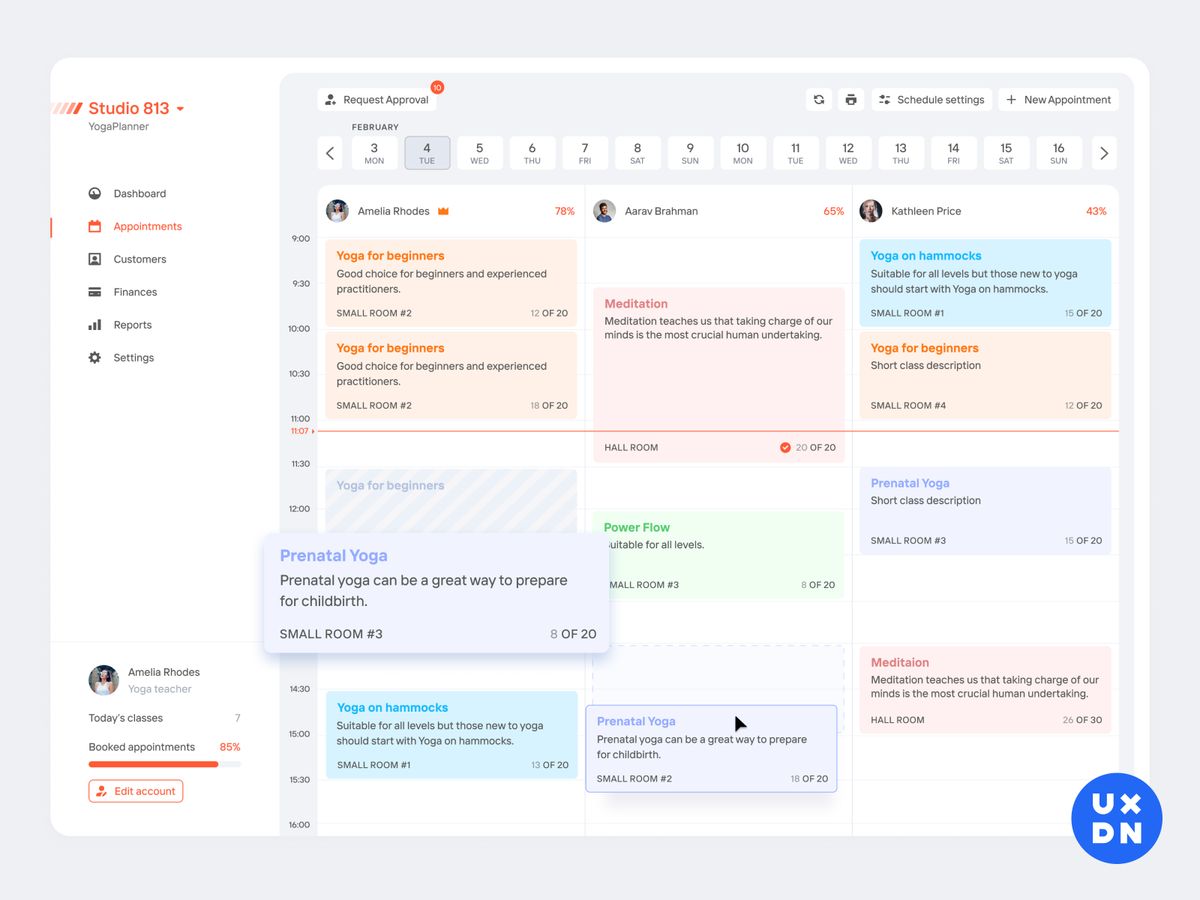 Studio 813
YogaPlanner
Dashboard
Appointments
Customers
Finances
Reports
Settings
Amelia Rhodes
Yoga teacher
Today's classes 7
Booked appointments 85%
Edit account
Request Approval 10
Schedule settings
New Appointment
FEBRUARY
3 MON
4 TUE
5 WED
6 THU
7 FRI
8 SAT
9 SUN
10 MON
11 TUE
12 WED
13 THU
14 FRI
15 SAT
16 SUN
9:00
9:30
10:00
10:30
11:00
11:07
11:30
12:00
14:30
15:00
15:30
16:00
Amelia Rhodes 78%
Yoga for beginners
Good choice for beginners and experienced
practitioners.
SMALL ROOM #2 12 OF 20
Yoga for beginners
Good choice for beginners and experienced
practitioners.
SMALL ROOM #2 18 OF 20
Yoga for beginners
Prenatal Yoga
Prenatal yoga can be a great way to prepare
for childbirth.
SMALL ROOM #3 8 OF 20
Yoga on hammocks
Suitable for all levels but those new to yoga
should start with Yoga on hammocks.
SMALL ROOM #1 13 OF 20
Aarav Brahman 65%
Meditation
Meditation teaches us that taking charge of our
minds is the most crucial human undertaking.
HALL ROOM 20 OF 20
Power Flow
uitable for all levels.
MALL ROOM #3 8 OF 20
Prenatal Yoga
Prenatal yoga can be a great way to prepare
for childbirth.
SMALL ROOM #2 18 OF 20
Kathleen Price 43%
Yoga on hammocks
Suitable for all levels but those new to yoga
should start with Yoga on hammocks.
SMALL ROOM #1 15 OF 20
Yoga for beginners
Short class description
SMALL ROOM #4 12 OF 20
Prenatal Yoga
Short class description
SMALL ROOM #3 15 OF 20
Meditaion
Meditation teaches us that taking charge of our
minds is the most crucial human undertaking.
HALL ROOM 26 OF 30
UX
DN